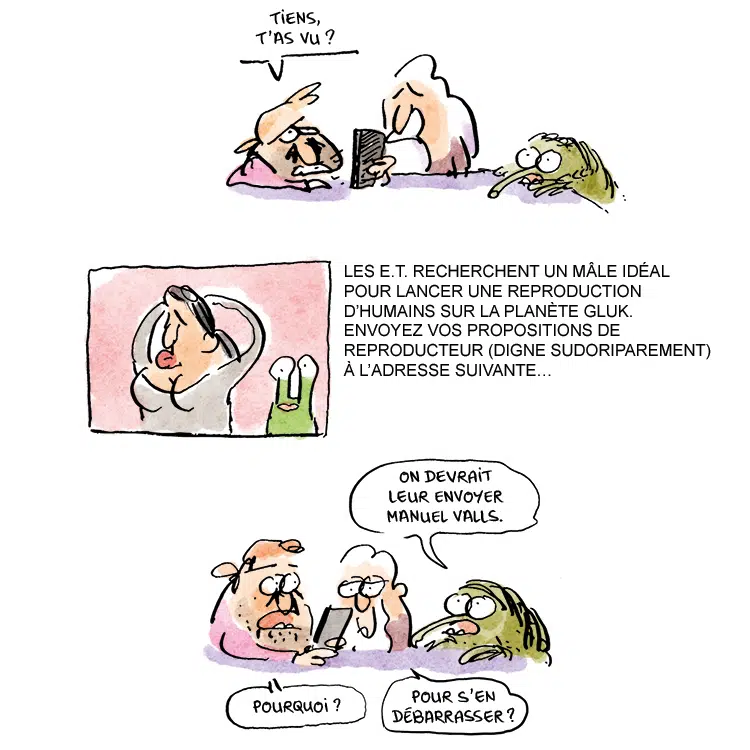 TIENS,
T'AS VU ?
LES E.T. RECHERCHENT UN MÂLE IDÉAL
POUR LANCER UNE REPRODUCTION
D'HUMAINS SUR LA PLANÈTE GLUK.
ENVOYEZ VOS PROPOSITIONS DE
REPRODUCTEUR (DIGNE SUDORIPAREMENT)
À L'ADRESSE SUIVANTE…
ON DEVRAIT
LEUR ENVOYER
MANUEL VALLS.
POURQUOI ?
POUR S'EN
DÉBARRASSER ?